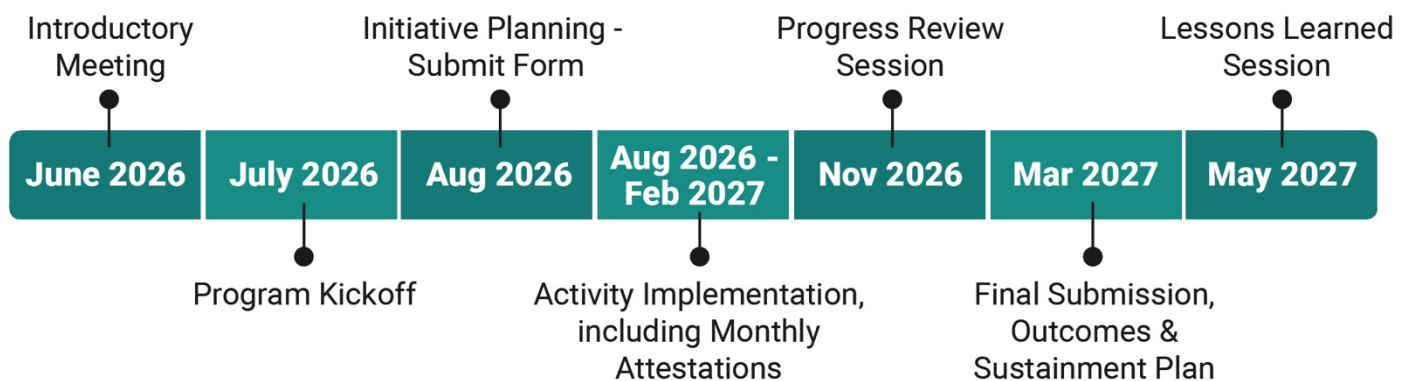 Introductory
Meeting
Initiative Planning -
Submit Form
Progress Review
Session
Lessons Learned
Session
June 2026
July 2026
Aug 2026
Aug 2026 -
Feb 2027
Nov 2026
Mar 2027
May 2027
Program Kickoff
Activity Implementation,
including Monthly
Attestations
Final Submission,
Outcomes &
Sustainment Plan